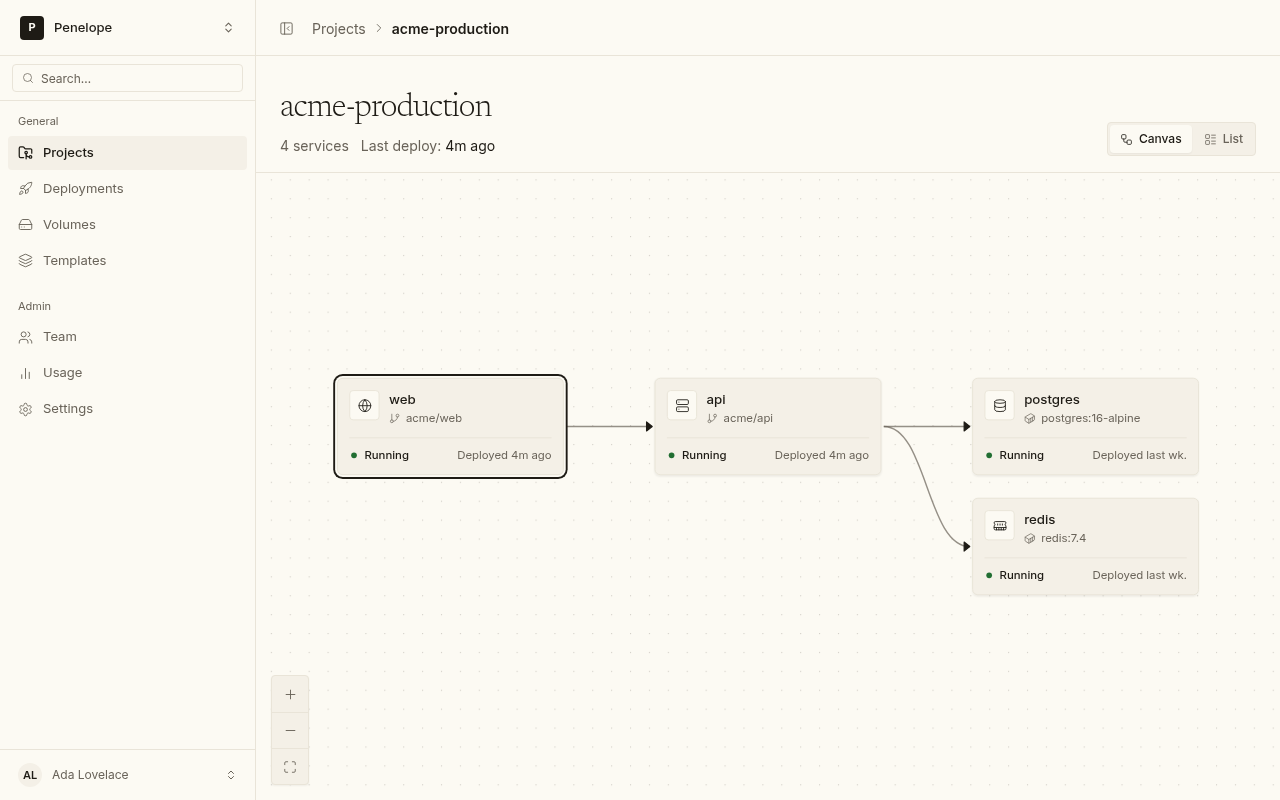 P Penelope
Search...
General
Projects
Deployments
Volumes
Templates
Admin
Team
Usage
Settings
AL Ada Lovelace
Projects acme-production
acme-production
4 services Last deploy: 4m ago
Canvas List
web
acme/web
Running Deployed 4m ago
api
acme/api
Running Deployed 4m ago
postgres
postgres:16-alpine
Running Deployed last wk.
redis
redis:7.4
Running Deployed last wk.